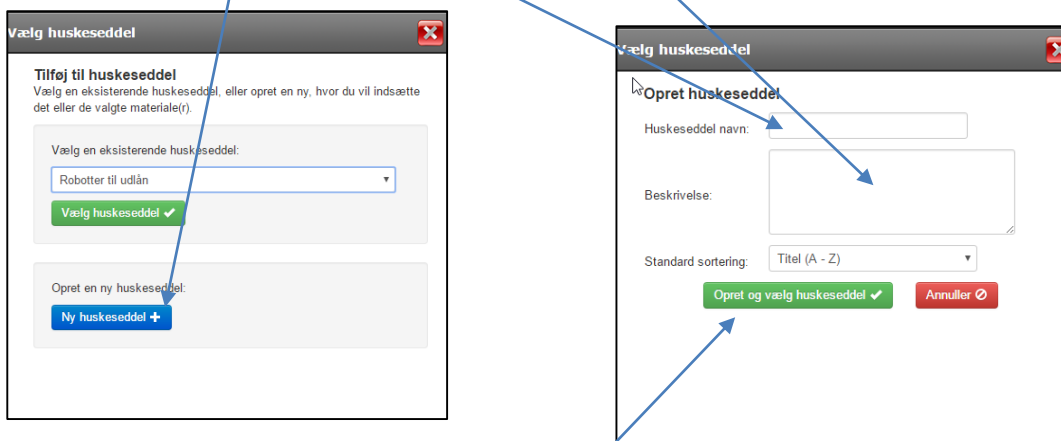 Vælg huskeseddel
Tilføj til huskeseddel
Vælg en eksisterende huskeseddel, eller opret en ny, hvor du vil indsætte
det eller de valgte materiale(r).
Vælg en eksisterende huskeseddel:
Robotter til udlån
Vælg huskeseddel
Opret en ny huskeseddel:
Ny huskeseddel
Vælg huskeseddel
Opret huskeseddel
Huskeseddel navn:
Beskrivelse:
Standard sortering:
Titel (A - Z)
Opret og vælg huskeseddel
Annuller